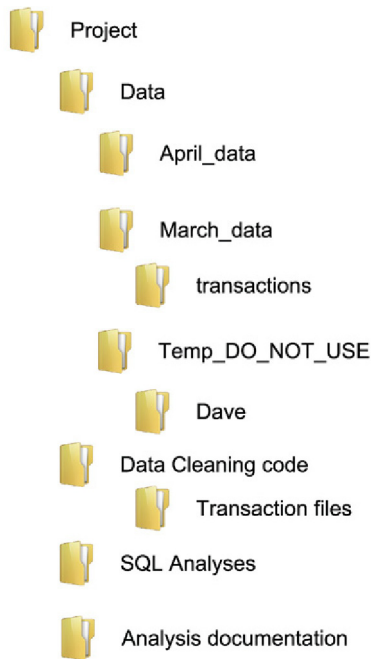 Project
Data
April_data
March_data
transactions
Temp_DO_NOT_USE
Dave
Data Cleaning code
Transaction files
SQL Analyses
Analysis documentation